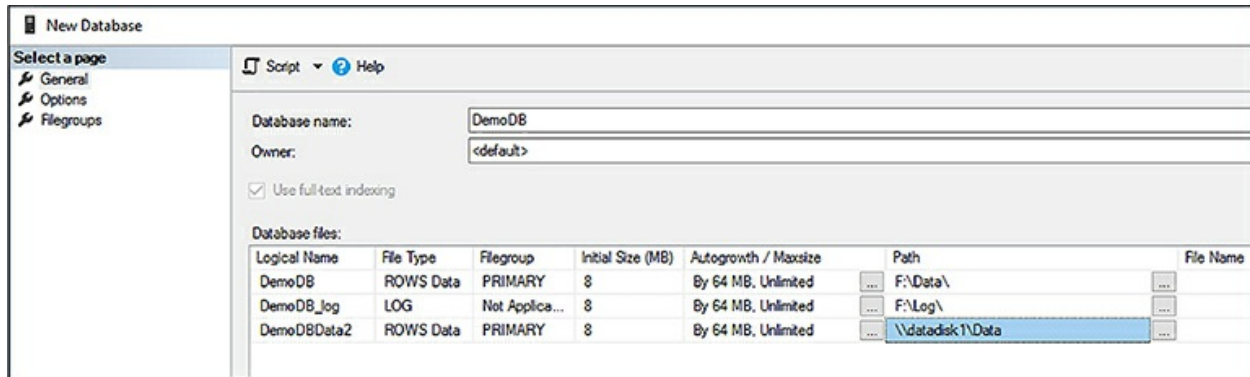 New Database
Select a page
General
Options
Filegroups
Script Help
Database name: DemoDB
Owner: <default>
Use full-text indexing
Database files:
Logical Name File Type Filegroup Initial Size (MB) Autogrowth / Maxsize Path File Name
DemoDB ROWS Data PRIMARY 8 By 64 MB, Unlimited ... F:\Data\ ...
DemoDB_log LOG Not Applica... 8 By 64 MB, Unlimited ... F:\Log\ ...
DemoDBData2 ROWS Data PRIMARY 8 By 64 MB, Unlimited ... \\datadisk1\Data ...